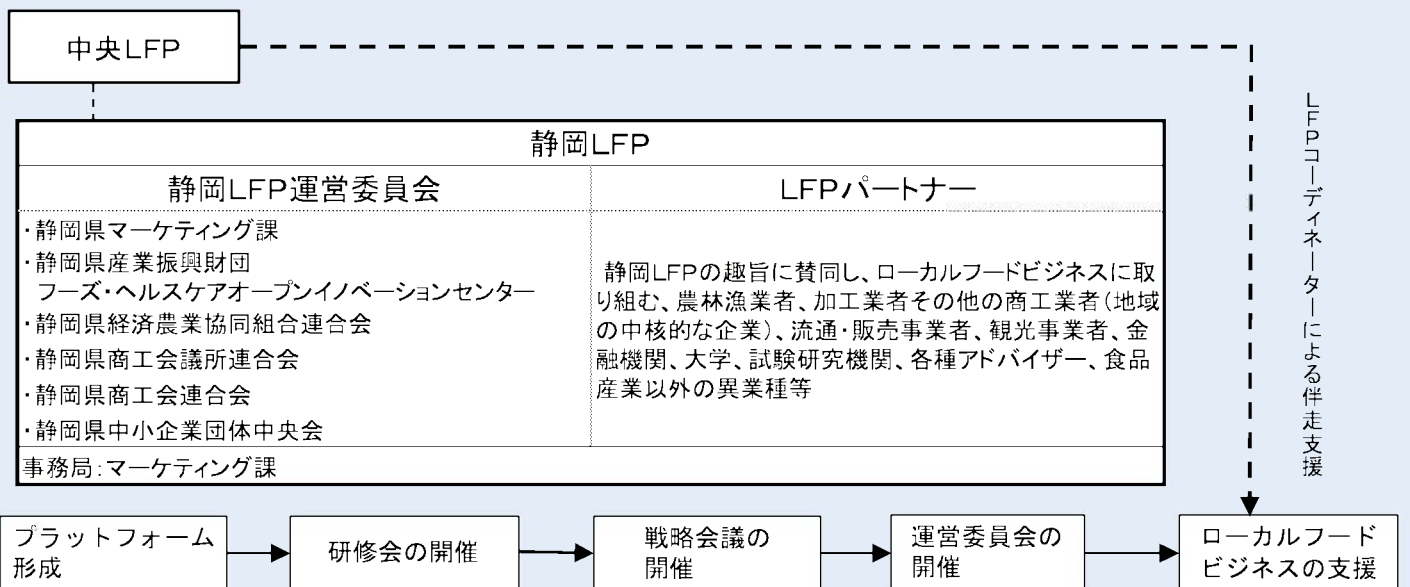 中央LFP
静岡LFP
静岡LFP運営委員会
LFPパートナー
・静岡県マーケティング課
・静岡県産業振興財団
フーズ・ヘルスケアオープンイノベーションセンター
・静岡県経済農業協同組合連合会
・静岡県商工会議所連合会
・静岡県商工会連合会
・静岡県中小企業団体中央会
静岡LFPの趣旨に賛同し、ローカルフードビジネスに取
り組む、農林漁業者、加工業者その他の商工業者(地域
の中核的な企業)、流通・販売事業者、観光事業者、金
融機関、大学、試験研究機関、各種アドバイザー、食品
産業以外の異業種等
事務局:マーケティング課
LFPコーディネーターによる伴走支援
プラットフォーム
形成
研修会の開催
戦略会議の
開催
運営委員会の
開催
ローカルフード
ビジネスの支援